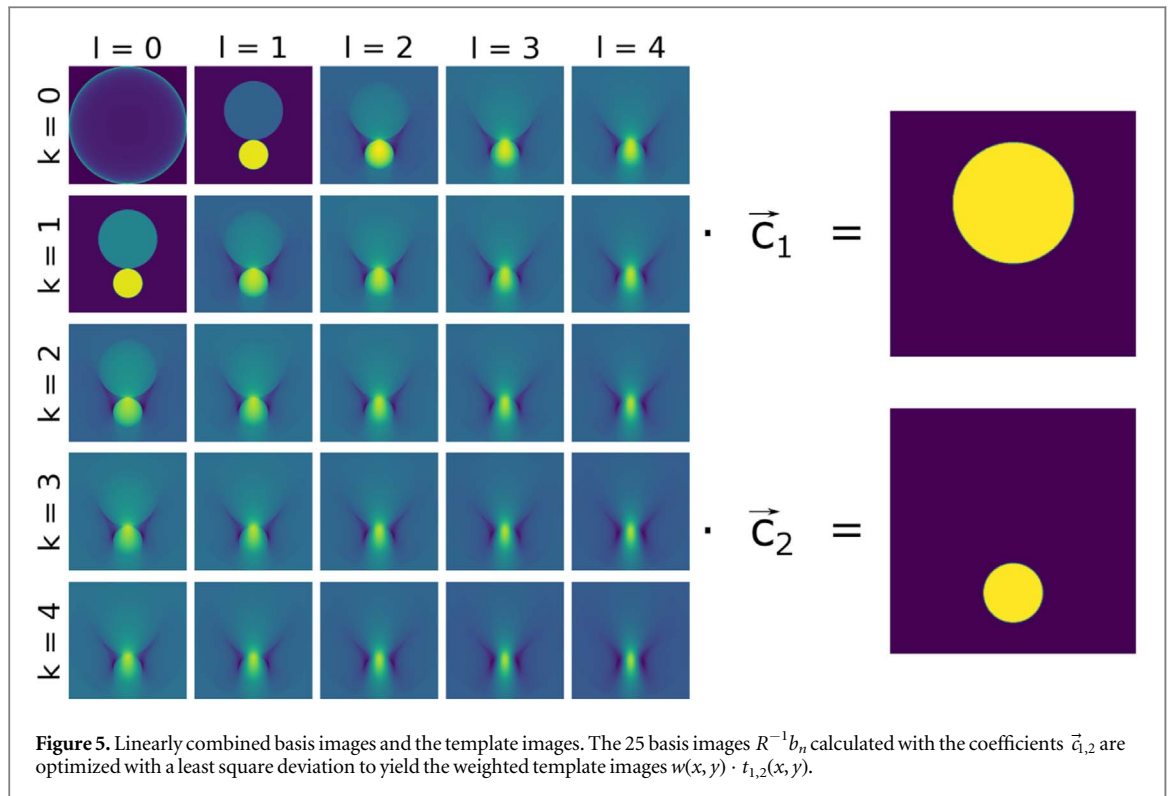 l = 0 l = 1 l = 2 l = 3 l = 4
k = 0
k = 1
k = 2
k = 3
k = 4
· c⃗₁ =
· c⃗₂ =
Figure 5. Linearly combined basis images and the template images. The 25 basis images R⁻¹bₙ calculated with the coefficients c⃗₁,₂ are
optimized with a least square deviation to yield the weighted template images w(x, y) · t₁,₂(x, y).